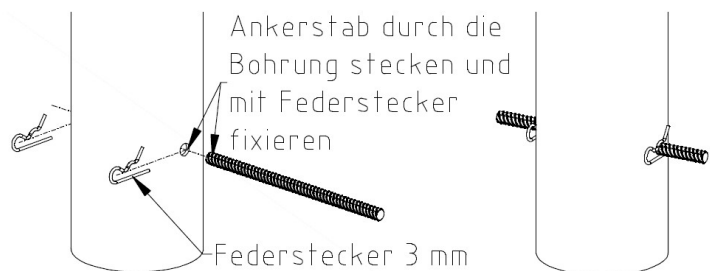 Ankerstab durch die
Bohrung stecken und
mit Federstecker
fixieren
Federstecker 3 mm